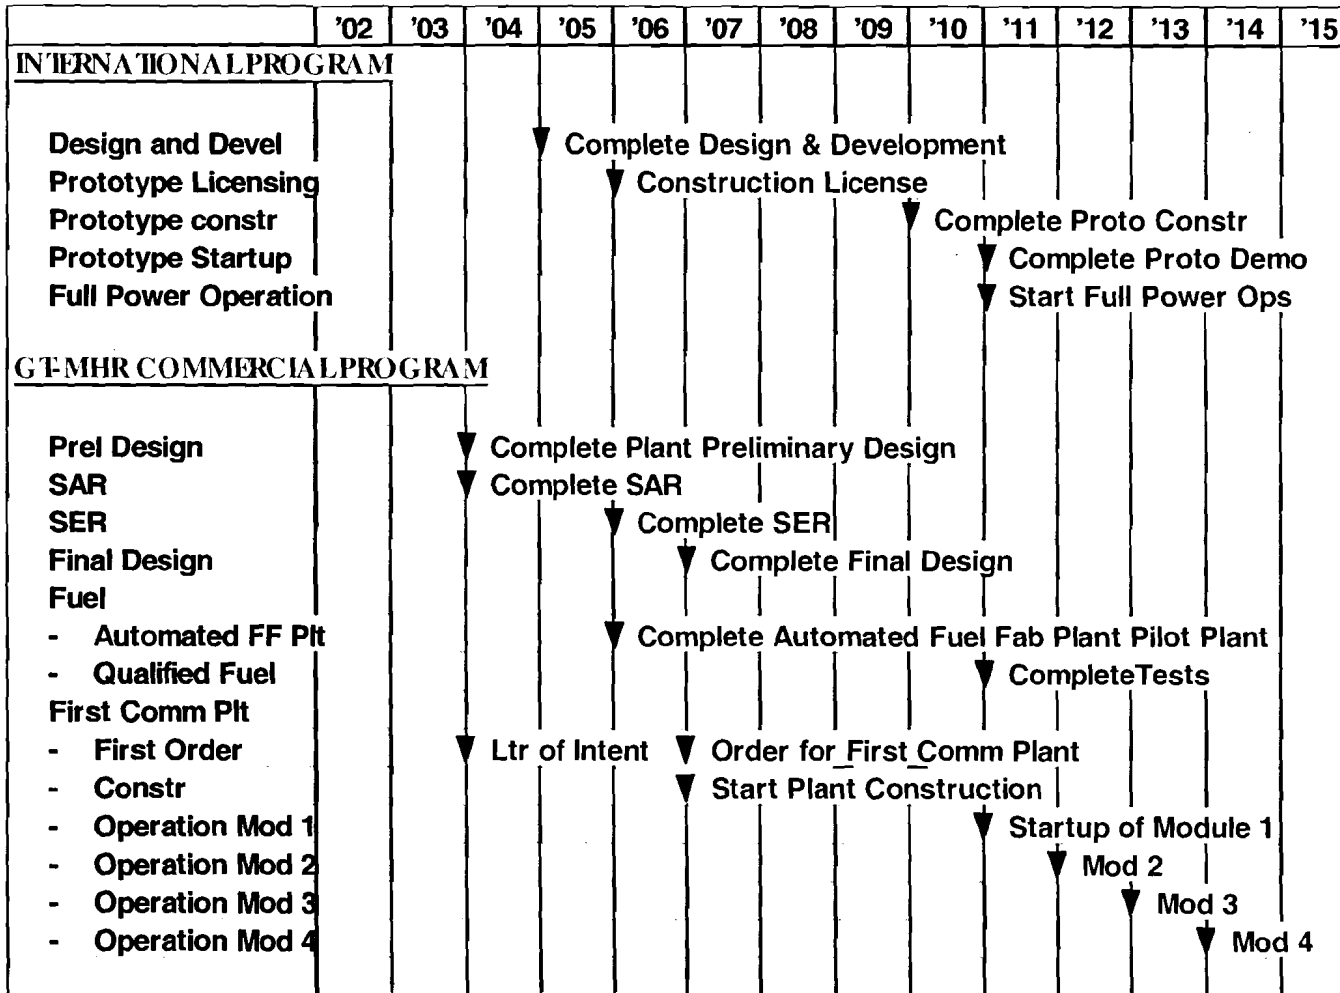 '02 '03 '04 '05 '06 '07 '08 '09 '10 '11 '12 '13 '14 '15
INTERNATIONAL PROGRAM
Design and Devel Complete Design & Development
Prototype Licensing Construction License
Prototype constr Complete Proto Constr
Prototype Startup Complete Proto Demo
Full Power Operation Start Full Power Ops
GT-MHR COMMERCIAL PROGRAM
Prel Design Complete Plant Preliminary Design
SAR Complete SAR
SER Complete SER
Final Design Complete Final Design
Fuel
- Automated FF Plt Complete Automated Fuel Fab Plant Pilot Plant
- Qualified Fuel CompleteTests
First Comm Plt
- First Order Ltr of Intent Order for First Comm Plant
- Constr Start Plant Construction
- Operation Mod 1 Startup of Module 1
- Operation Mod 2 Mod 2
- Operation Mod 3 Mod 3
- Operation Mod 4 Mod 4